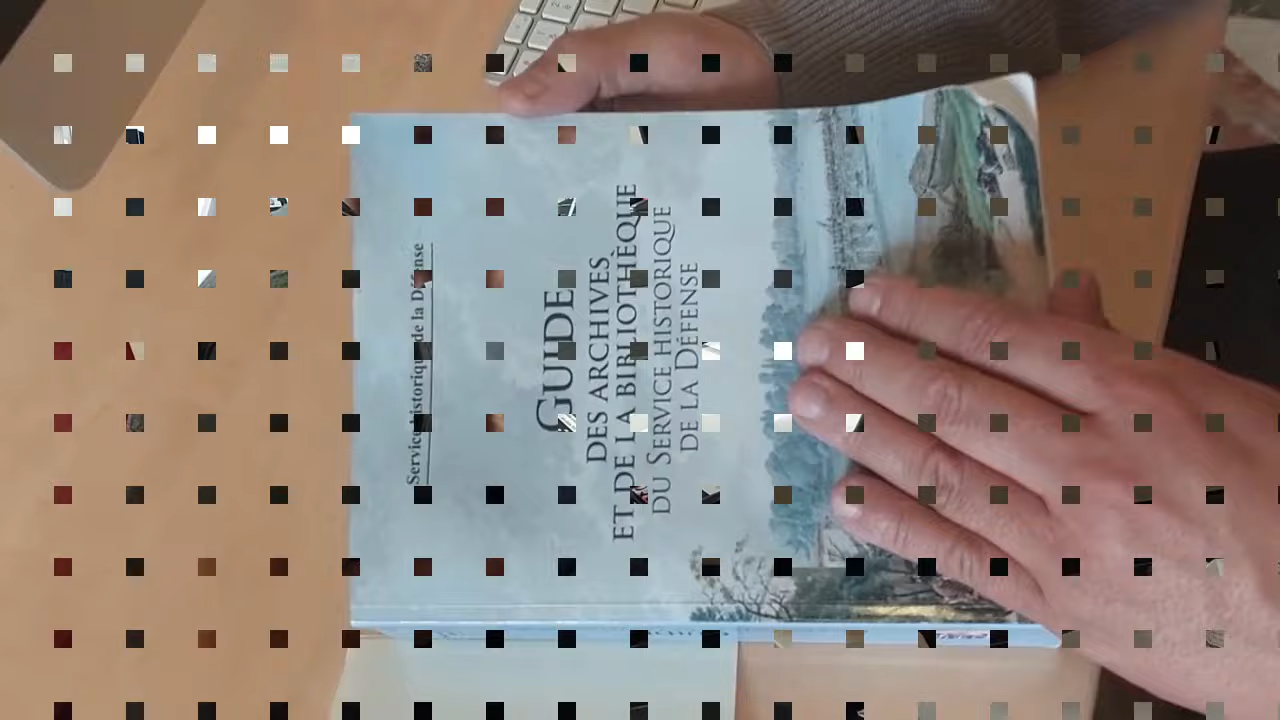 Service historique de la Défense
GUIDE
DES ARCHIVES
ET DE LA BIBLIOTHÈQUE
DU SERVICE HISTORIQUE
DE LA DÉFENSE